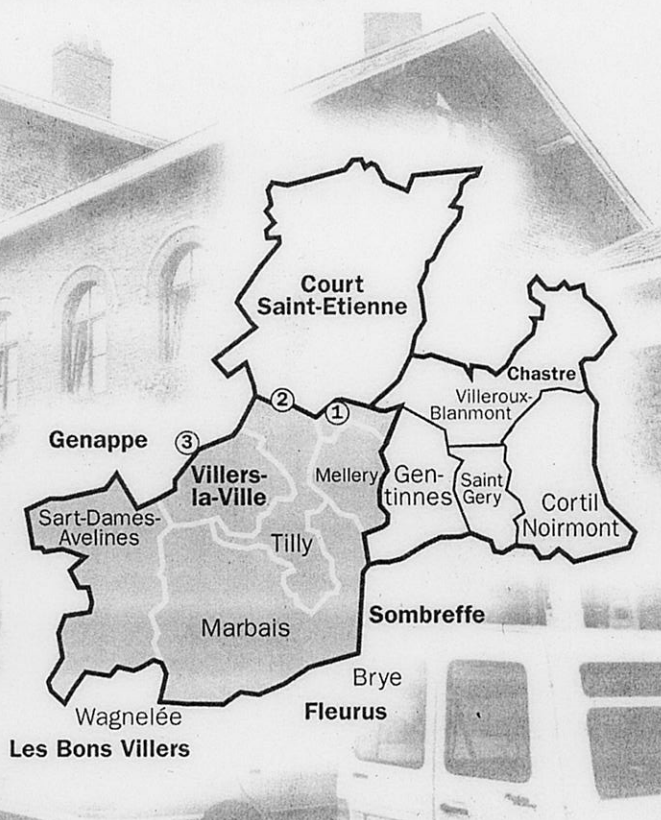 Court
Saint-Etienne
Chastre
Villeroux-
Blanmont
2
1
Genappe
3
Villers-
la-Ville
Mellery
Gen-
tinnes
Saint
Gery
Cortil
Noirmont
Sart-Dames-
Avelines
Tilly
Marbais
Sombreffe
Brye
Wagnelée
Fleurus
Les Bons Villers